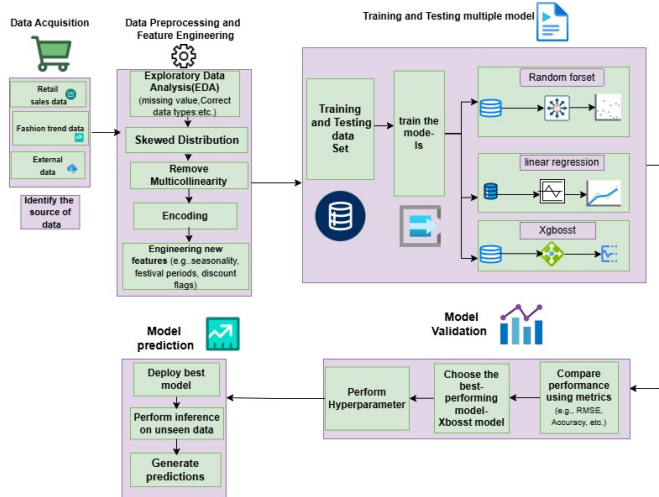 Data Acquisition
Retail
sales data
Fashion trend data
External
data
Identify the
source of
data
Data Preprocessing and
Feature Engineering
Exploratory Data
Analysis(EDA)
(missing value,Correct
data types:etc.)
Skewed Distribution
Remove
Multicollinearity
Encoding
Engineering new
features (e.g..seasonality,
festival periods, discount
flags)
Training and Testing multiple model
Training
and Testing
data
Set
train the
mode-
ls
Random forset
linear regression
Xgbosst
Model
Validation
Compare
performance
using metrics
(e.g., RMSE,
Accuracy, etc.)
Choose the
best-
performing
model-
Xbosst model
Perform
Hyperparameter
Model
prediction
Deploy best
model
Perform inference
on unseen data
Generate
predictions